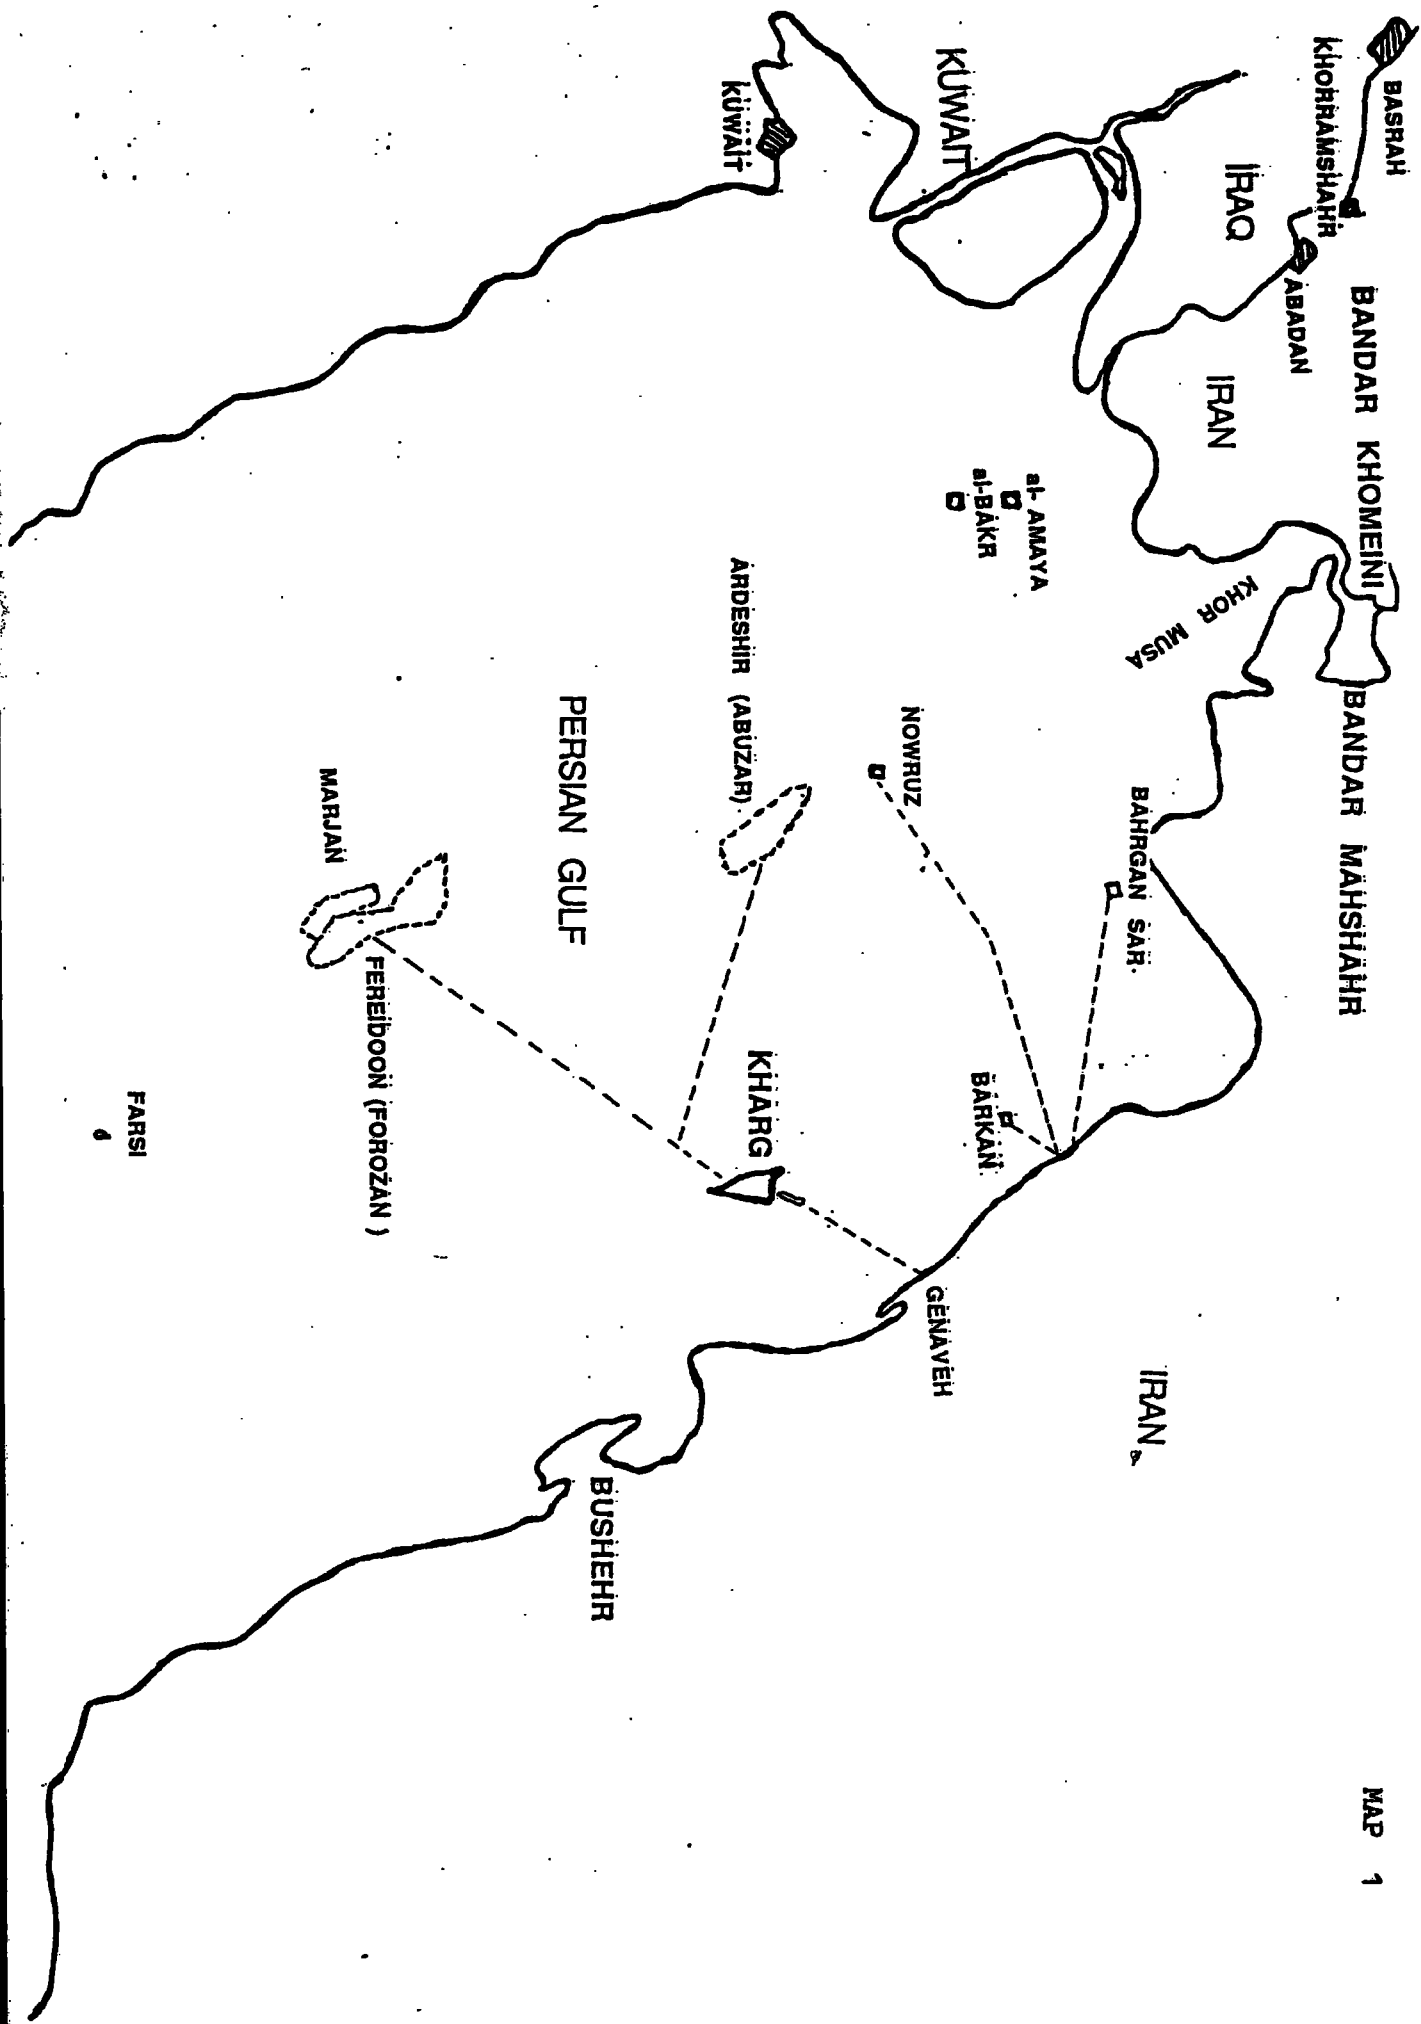 MAP 1
BASRAH
KHORRAMSHAHR
ABADAN
BANDAR KHOMEINI
BANDAR MAHSHAHR
IRAQ
IRAN
KHOR MUSA
KUWAIT
KUWAIT
al-AMAYA
al-BAKR
BAHRGAN SAR.
IRAN
NOWRUZ
BARKAN.
GENAVEH
ARDESHIR (ABUZAR).
KHARG
PERSIAN GULF
BUSHEHR
MARJAN
FEREIDOON (FOROZAN)
FARSI